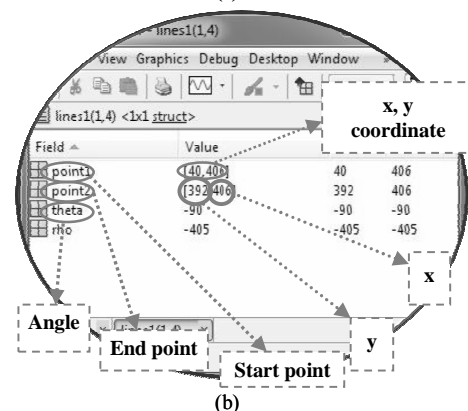 lines1(1,4)
View Graphics Debug Desktop Window
lines1(1,4) <1x1 struct>
x, y
coordinate
Field Value
point1 [40,406] 40 406
point2 [392,406] 392 406
theta -90 -90 -90
rho -405 -405 -405
x
Angle
End point
y
Start point
(b)